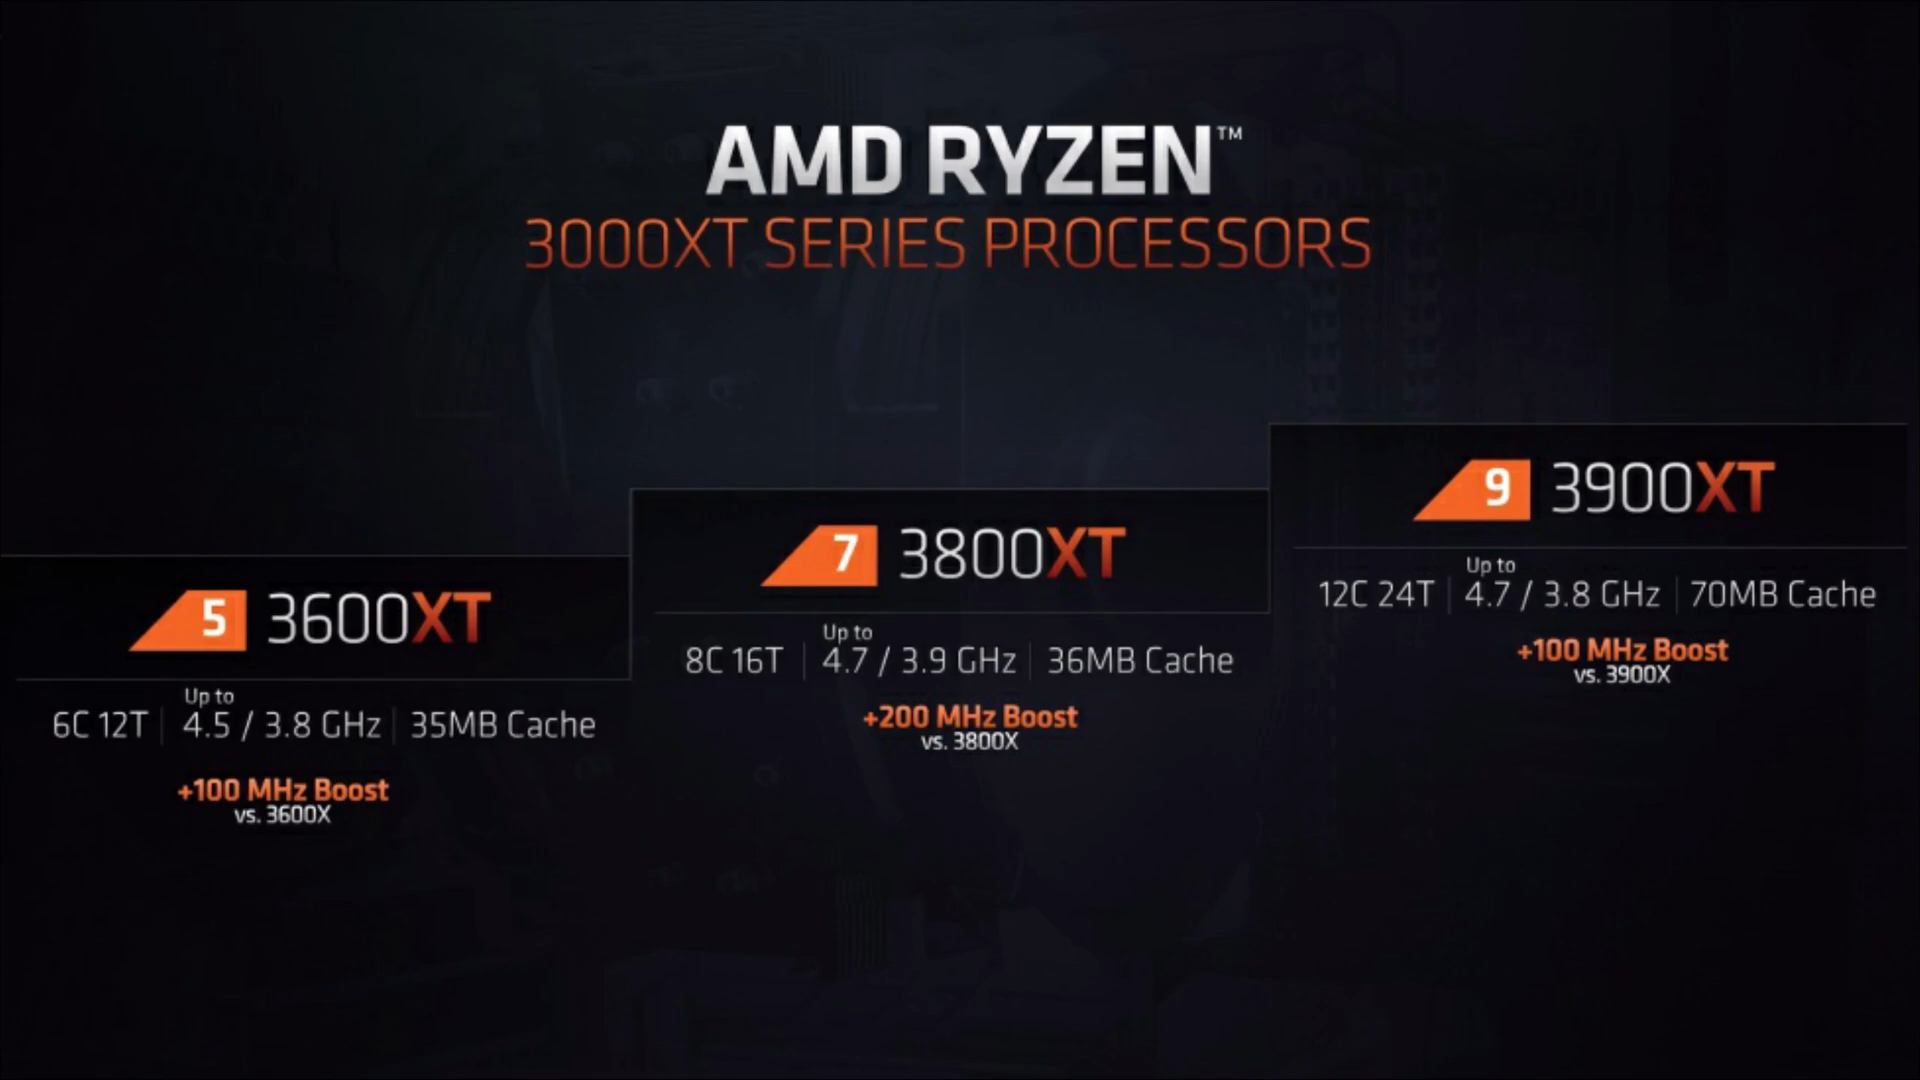 AMD RYZEN™
3000XT SERIES PROCESSORS
5 3600XT
6C 12T | Up to 4.5 / 3.8 GHz | 35MB Cache
+100 MHz Boost
vs. 3600X
7 3800XT
8C 16T | Up to 4.7 / 3.9 GHz | 36MB Cache
+200 MHz Boost
vs. 3800X
9 3900XT
12C 24T | Up to 4.7 / 3.8 GHz | 70MB Cache
+100 MHz Boost
vs. 3900X